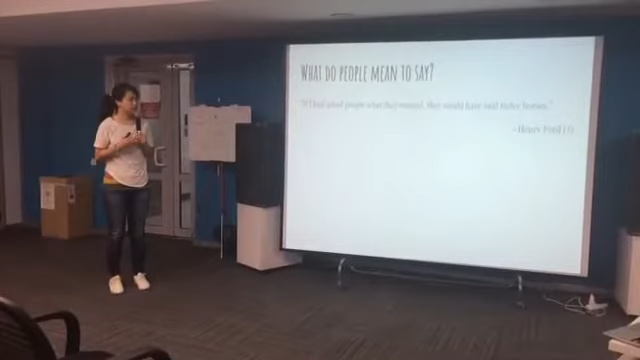 What do people mean to say?
"If I had asked people what they wanted, they would have said faster horses."
- Henry Ford (?)